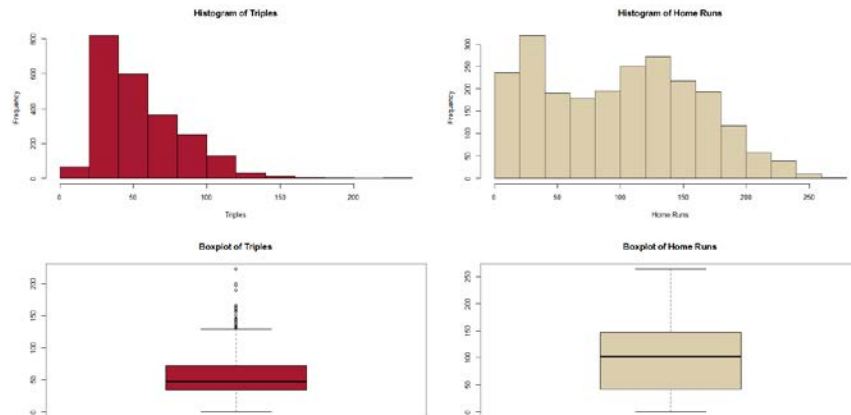 Histogram of Triples
Frequency
0 200 400 600 800
0 50 100 150 200
Triples
Histogram of Home Runs
Frequency
0 50 100 150 200 250 300
0 50 100 150 200 250
Home Runs
Boxplot of Triples
0 50 100 150 200
Boxplot of Home Runs
0 50 100 150 200 250